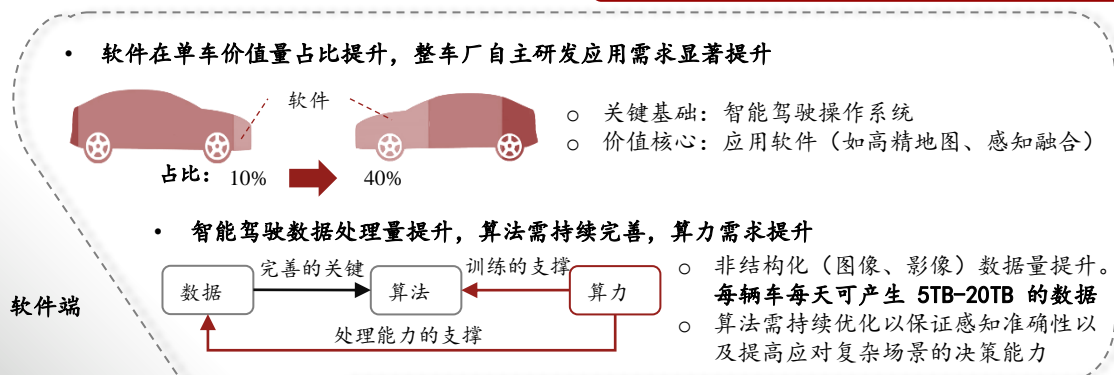 • 软件在单车价值量占比提升，整车厂自主研发应用需求显著提升
软件
○ 关键基础：智能驾驶操作系统
○ 价值核心：应用软件（如高精地图、感知融合）
占比： 10% 40%
• 智能驾驶数据处理量提升，算法需持续完善，算力需求提升
完善的关键 训练的支撑
数据 算法 算力
处理能力的支撑
○ 非结构化（图像、影像）数据量提升。
每辆车每天可产生 5TB-20TB 的数据
○ 算法需持续优化以保证感知准确性以
及提高应对复杂场景的决策能力
软件端